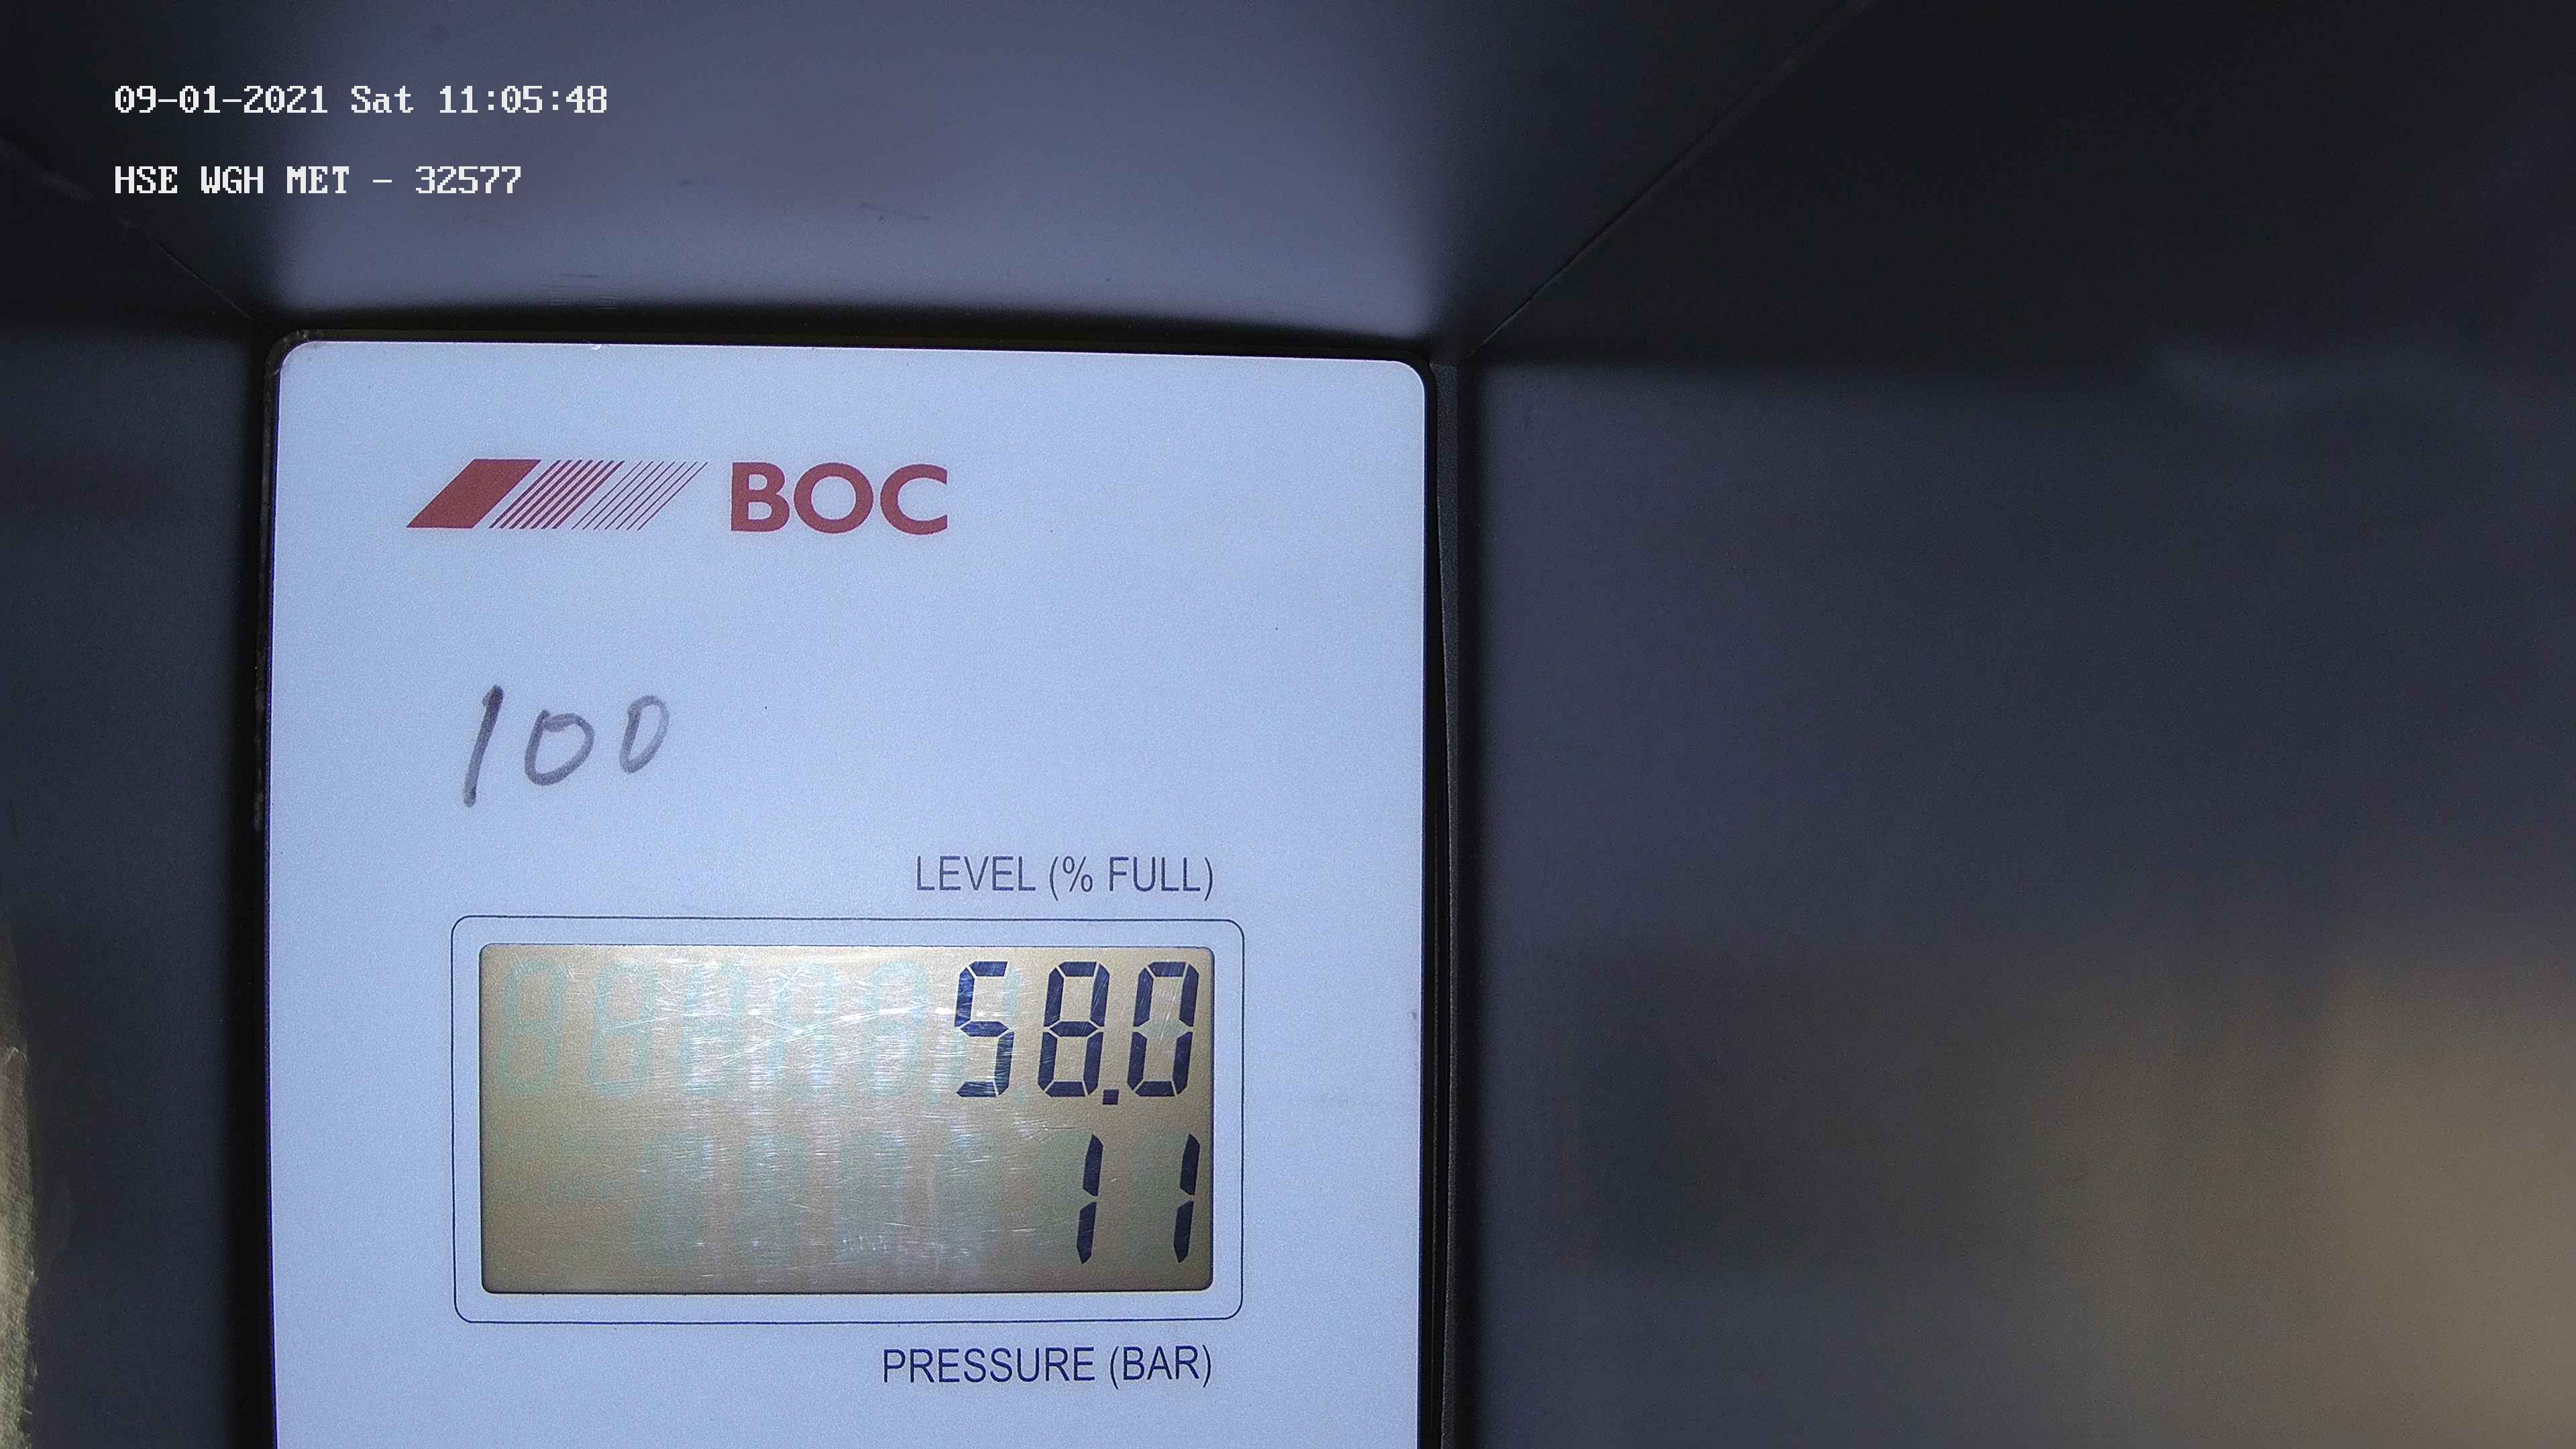 09-01-2021 Sat 11:05:48
HSE WGH MET - 32577
BOC
100
LEVEL (% FULL)
58.0
11
PRESSURE (BAR)